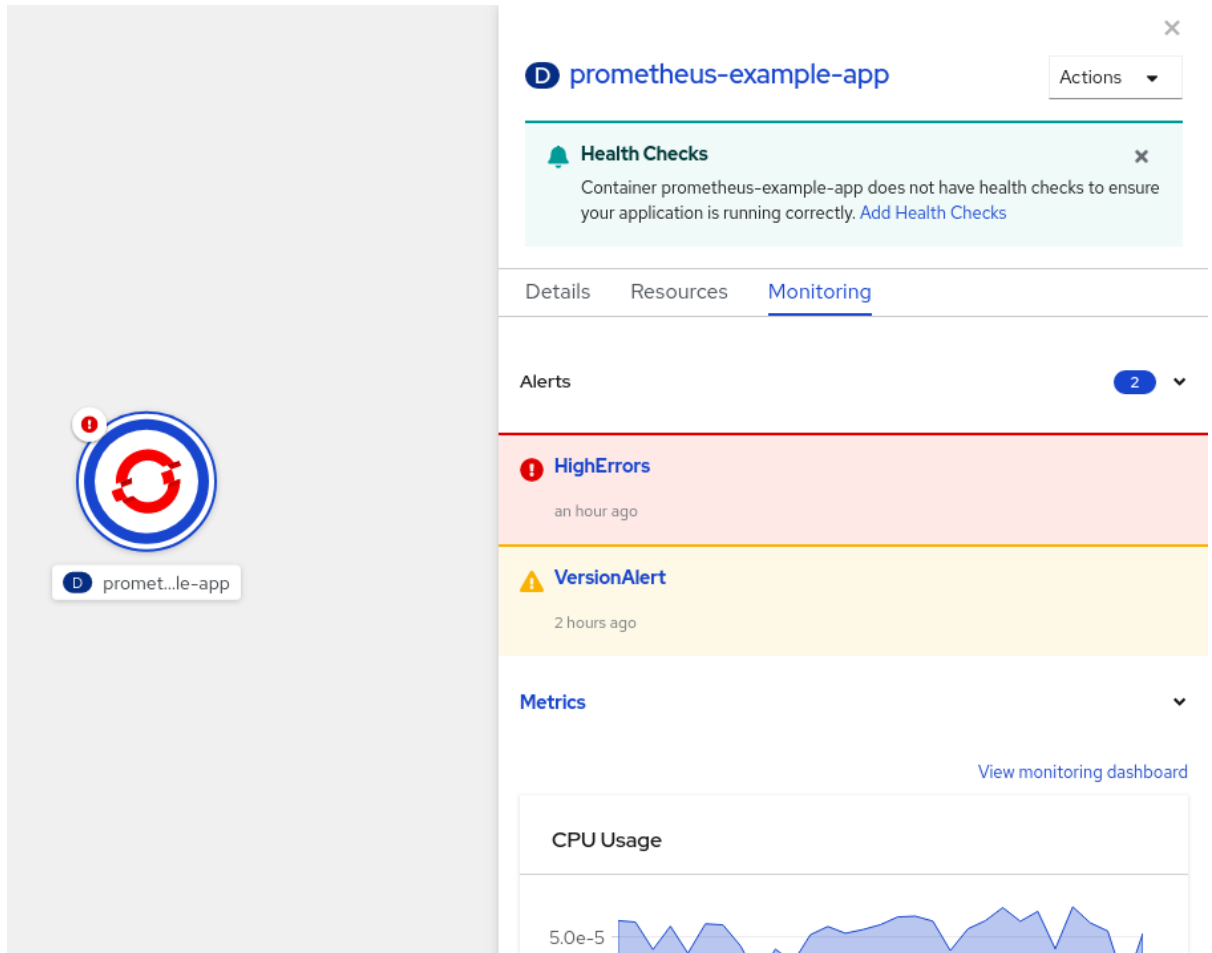 D prometheus-example-app
Actions
Health Checks
Container prometheus-example-app does not have health checks to ensure
your application is running correctly. Add Health Checks
Details Resources Monitoring
Alerts 2
HighErrors
an hour ago
VersionAlert
2 hours ago
D promet...le-app
Metrics
View monitoring dashboard
CPU Usage
5.0e-5